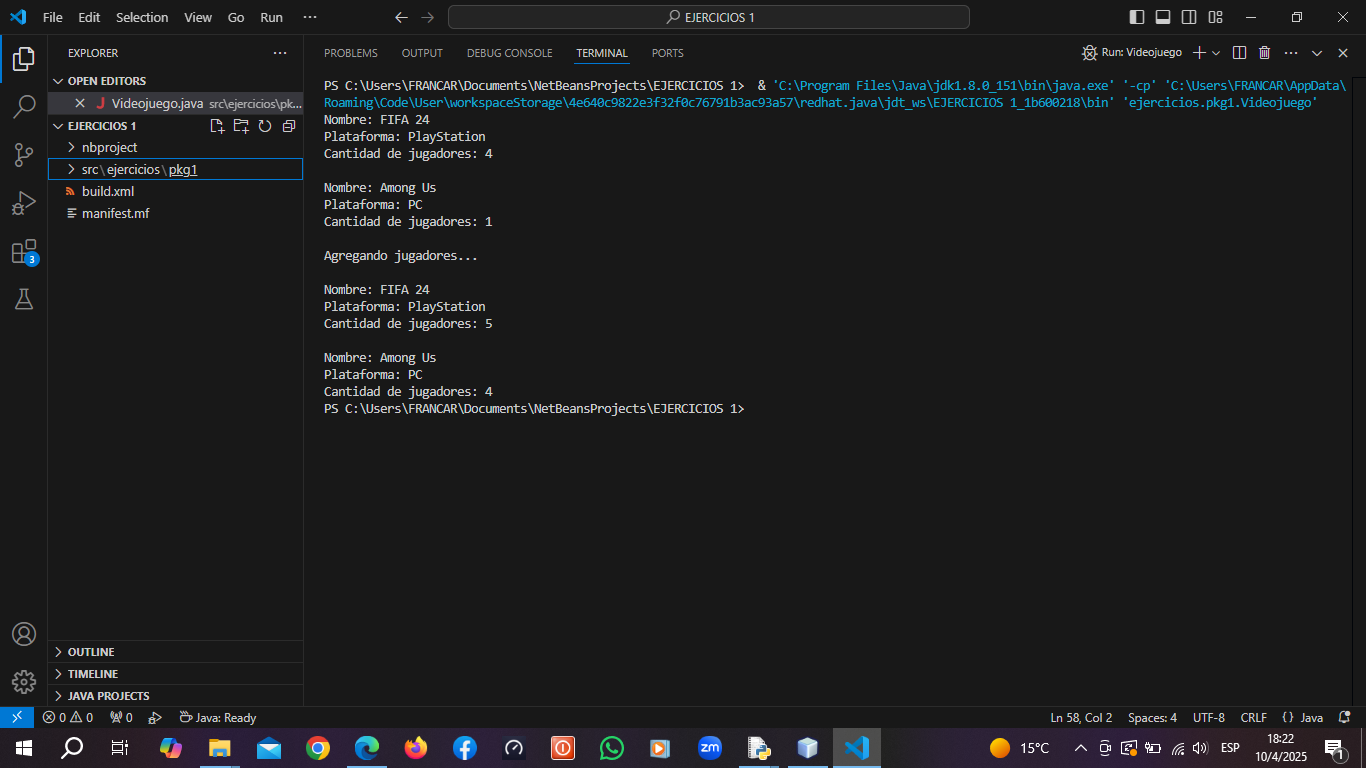 File Edit Selection View Go Run ··· EJERCICIOS 1
EXPLORER
OPEN EDITORS
Videojuego.java src\ejercicios\pk...
EJERCICIOS 1
nbproject
src\ejercicios\pkg1
build.xml
manifest.mf
3
OUTLINE
TIMELINE
JAVA PROJECTS
PROBLEMS OUTPUT DEBUG CONSOLE TERMINAL PORTS Run: Videojuego
PS C:\Users\FRANCAR\Documents\NetBeansProjects\EJERCICIOS 1> & 'C:\Program Files\Java\jdk1.8.0_151\bin\java.exe' '-cp' 'C:\Users\FRANCAR\AppData\
Roaming\Code\User\workspaceStorage\4e640c9822e3f32f0c76791b3ac93a57\redhat.java\jdt_ws\EJERCICIOS 1_1b600218\bin' 'ejercicios.pkg1.Videojuego'
Nombre: FIFA 24
Plataforma: PlayStation
Cantidad de jugadores: 4
Nombre: Among Us
Plataforma: PC
Cantidad de jugadores: 1
Agregando jugadores...
Nombre: FIFA 24
Plataforma: PlayStation
Cantidad de jugadores: 5
Nombre: Among Us
Plataforma: PC
Cantidad de jugadores: 4
PS C:\Users\FRANCAR\Documents\NetBeansProjects\EJERCICIOS 1>
0 0 0 Java: Ready Ln 58, Col 2 Spaces: 4 UTF-8 CRLF {} Java
zm 15°C ESP 18:22
10/4/2025
1